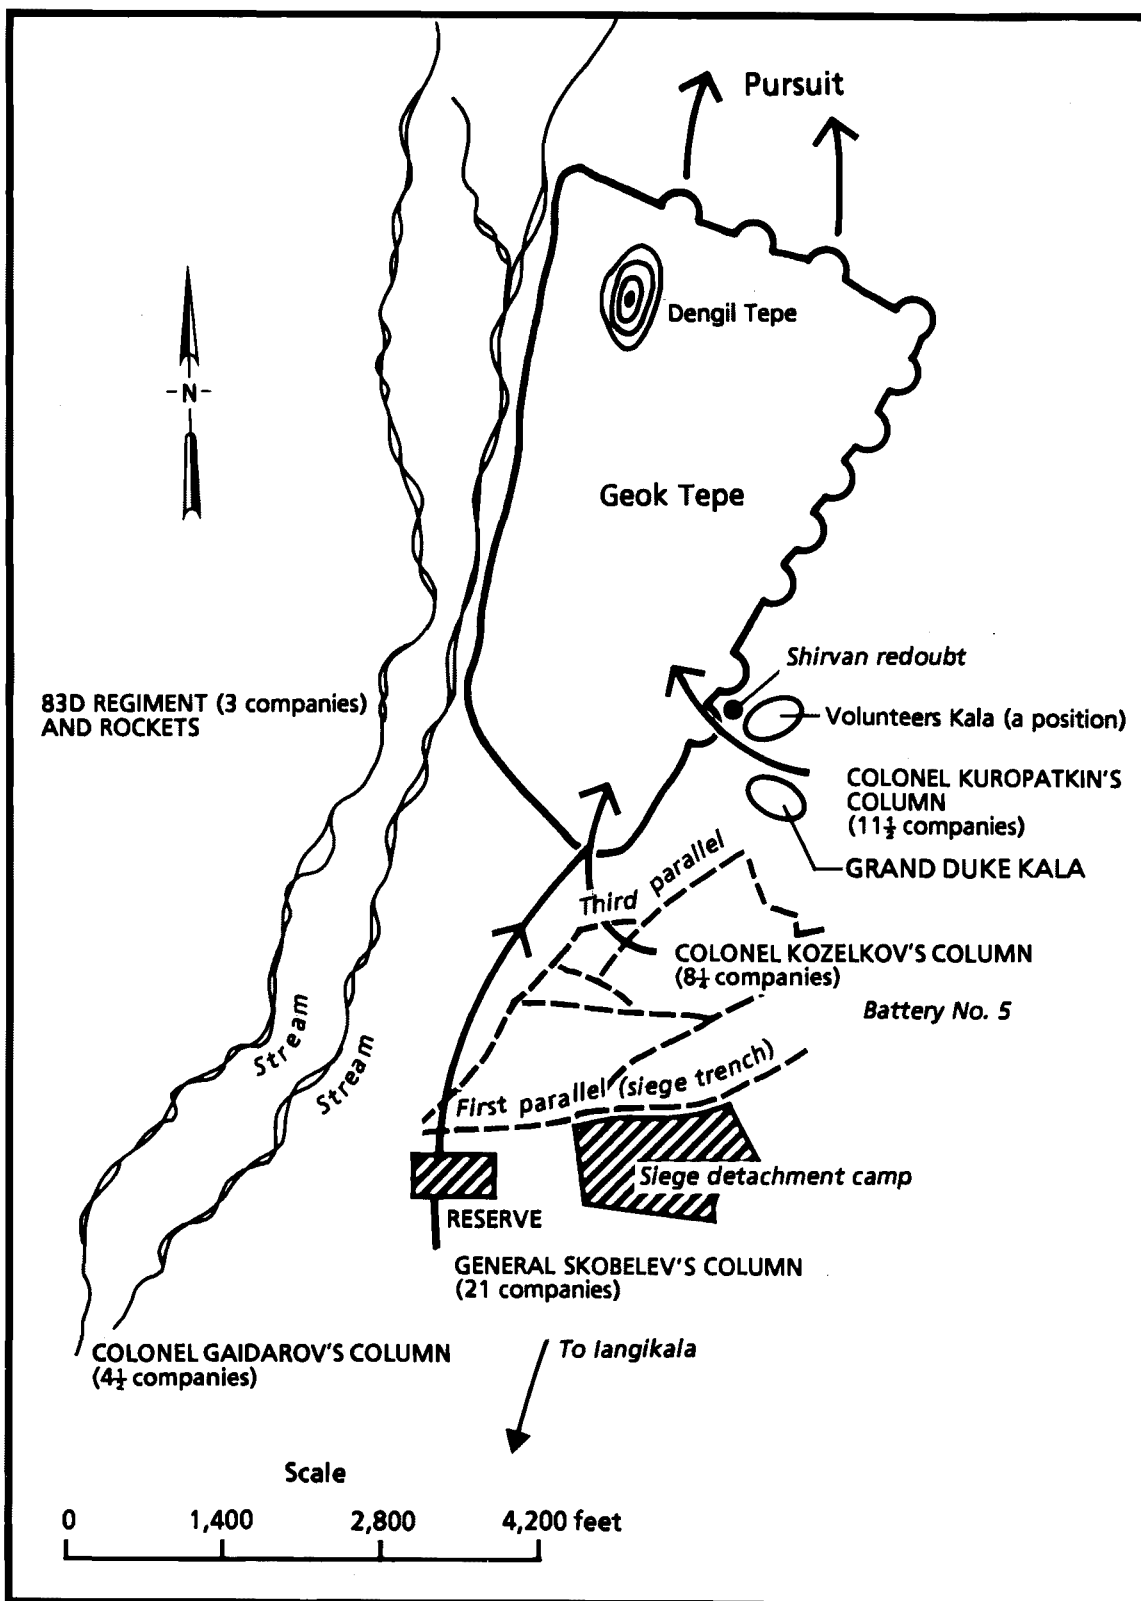 Pursuit
Dengil Tepe
-N-
Geok Tepe
Shirvan redoubt
83D REGIMENT (3 companies)
AND ROCKETS
Volunteers Kala (a position)
COLONEL KUROPATKIN'S
COLUMN
(11½ companies)
GRAND DUKE KALA
Third parallel
COLONEL KOZELKOV'S COLUMN
(8¼ companies)
Battery No. 5
Stream
Stream
First parallel (siege trench)
Siege detachment camp
RESERVE
GENERAL SKOBELEV'S COLUMN
(21 companies)
COLONEL GAIDAROV'S COLUMN
(4½ companies)
To Iangikala
Scale
0 1,400 2,800 4,200 feet